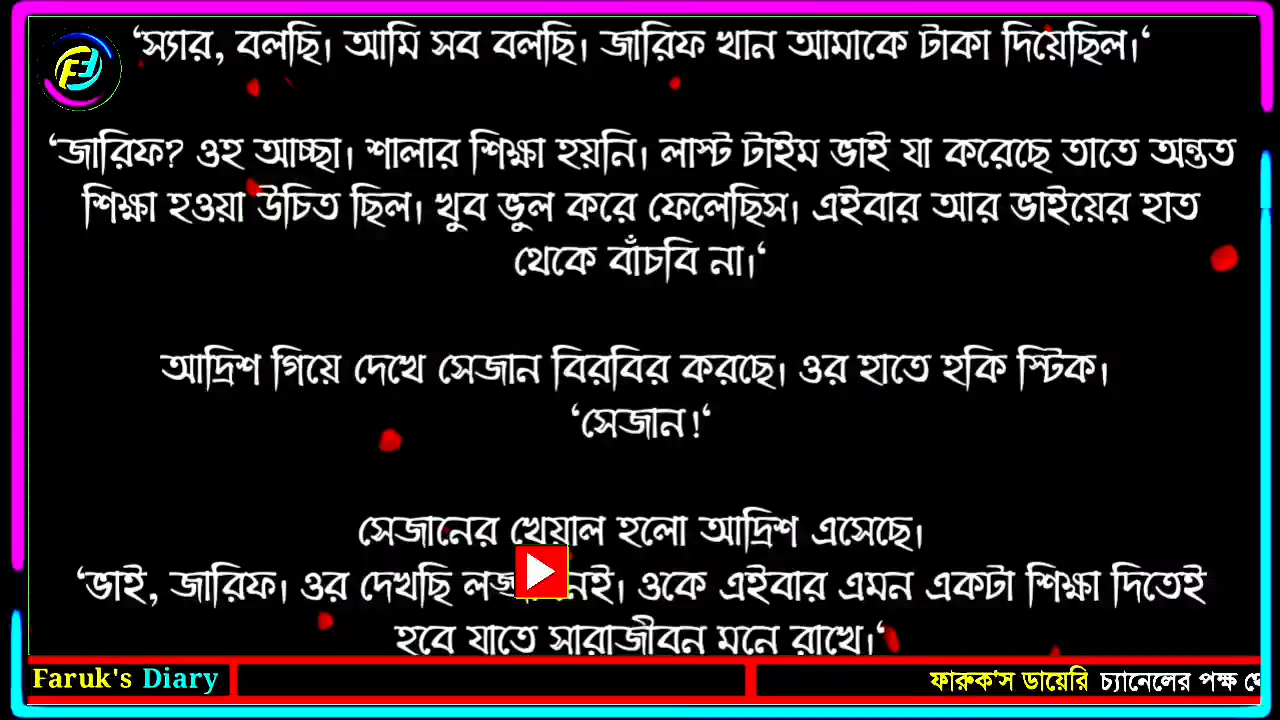 ‘স্যার, বলছি। আমি সব বলছি। জারিফ খান আমাকে টাকা দিয়েছিল।‘
‘জারিফ? ওহ আচ্ছা। শালার শিক্ষা হয়নি। লাস্ট টাইম ভাই যা করেছে তাতে অন্তত
শিক্ষা হওয়া উচিত ছিল। খুব ভুল করে ফেলেছিস। এইবার আর ভাইয়ের হাত
থেকে বাঁচবি না।‘
আদ্রিশ গিয়ে দেখে সেজান বিরবির করছে। ওর হাতে হকি স্টিক।
‘সেজান!‘
সেজানের খেয়াল হলো আদ্রিশ এসেছে।
‘ভাই, জারিফ। ওর দেখছি ওকে এইবার এমন একটা শিক্ষা দিতেই
হবে যাতে সারাজীবন মনে রাখে।‘
Faruk's Diary
ফারুক'স ডায়েরি চ্যানেলের পক্ষ